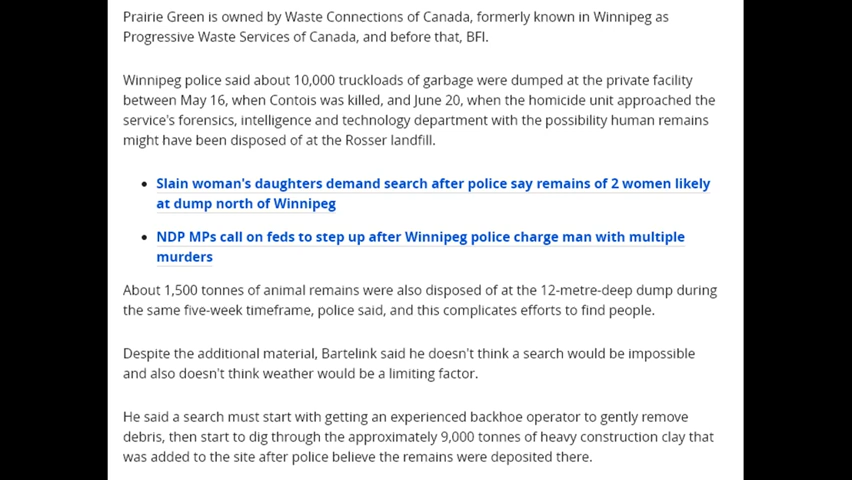 Prairie Green is owned by Waste Connections of Canada, formerly known in Winnipeg as
Progressive Waste Services of Canada, and before that, BFI.
Winnipeg police said about 10,000 truckloads of garbage were dumped at the private facility
between May 16, when Contois was killed, and June 20, when the homicide unit approached the
service's forensics, intelligence and technology department with the possibility human remains
might have been disposed of at the Rosser landfill.
• Slain woman's daughters demand search after police say remains of 2 women likely
at dump north of Winnipeg
• NDP MPs call on feds to step up after Winnipeg police charge man with multiple
murders
About 1,500 tonnes of animal remains were also disposed of at the 12-metre-deep dump during
the same five-week timeframe, police said, and this complicates efforts to find people.
Despite the additional material, Bartelink said he doesn't think a search would be impossible
and also doesn't think weather would be a limiting factor.
He said a search must start with getting an experienced backhoe operator to gently remove
debris, then start to dig through the approximately 9,000 tonnes of heavy construction clay that
was added to the site after police believe the remains were deposited there.